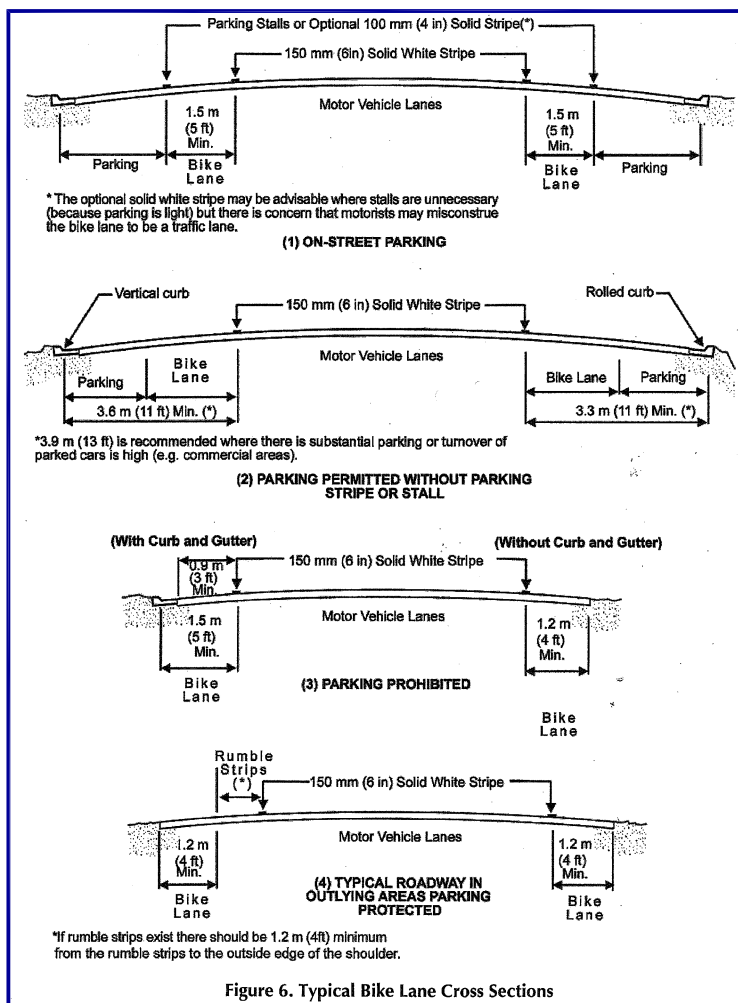 Parking Stalls or Optional 100 mm (4 in) Solid Stripe(*)
150 mm (6in) Solid White Stripe
Motor Vehicle Lanes
1.5 m
(5 ft)
Min.
1.5 m
(5 ft)
Min.
Parking
Bike
Lane
Bike
Lane
Parking
* The optional solid white stripe may be advisable where stalls are unnecessary
(because parking is light) but there is concern that motorists may misconstrue
the bike lane to be a traffic lane.
(1) ON-STREET PARKING
Vertical curb
150 mm (6 in) Solid White Stripe
Rolled curb
Motor Vehicle Lanes
Parking
Bike
Lane
Bike Lane
Parking
3.6 m (11 ft) Min. (*)
3.3 m (11 ft) Min. (*)
*3.9 m (13 ft) is recommended where there is substantial parking or turnover of
parked cars is high (e.g. commercial areas).
(2) PARKING PERMITTED WITHOUT PARKING
STRIPE OR STALL
(With Curb and Gutter)
(Without Curb and Gutter)
150 mm (6 in) Solid White Stripe
0.9 m
(3 ft)
Min.
Motor Vehicle Lanes
1.5 m
(5 ft)
Min.
1.2 m
(4 ft)
Min.
Bike
Lane
(3) PARKING PROHIBITED
Bike
Lane
Rumble
Strips
(*)
150 mm (6 in) Solid White Stripe
Motor Vehicle Lanes
1.2 m
(4 ft)
Min.
1.2 m
(4 ft)
Min.
Bike
Lane
Bike
Lane
(4) TYPICAL ROADWAY IN
OUTLYING AREAS PARKING
PROTECTED
*If rumble strips exist there should be 1.2 m (4ft) minimum
from the rumble strips to the outside edge of the shoulder.
Figure 6. Typical Bike Lane Cross Sections